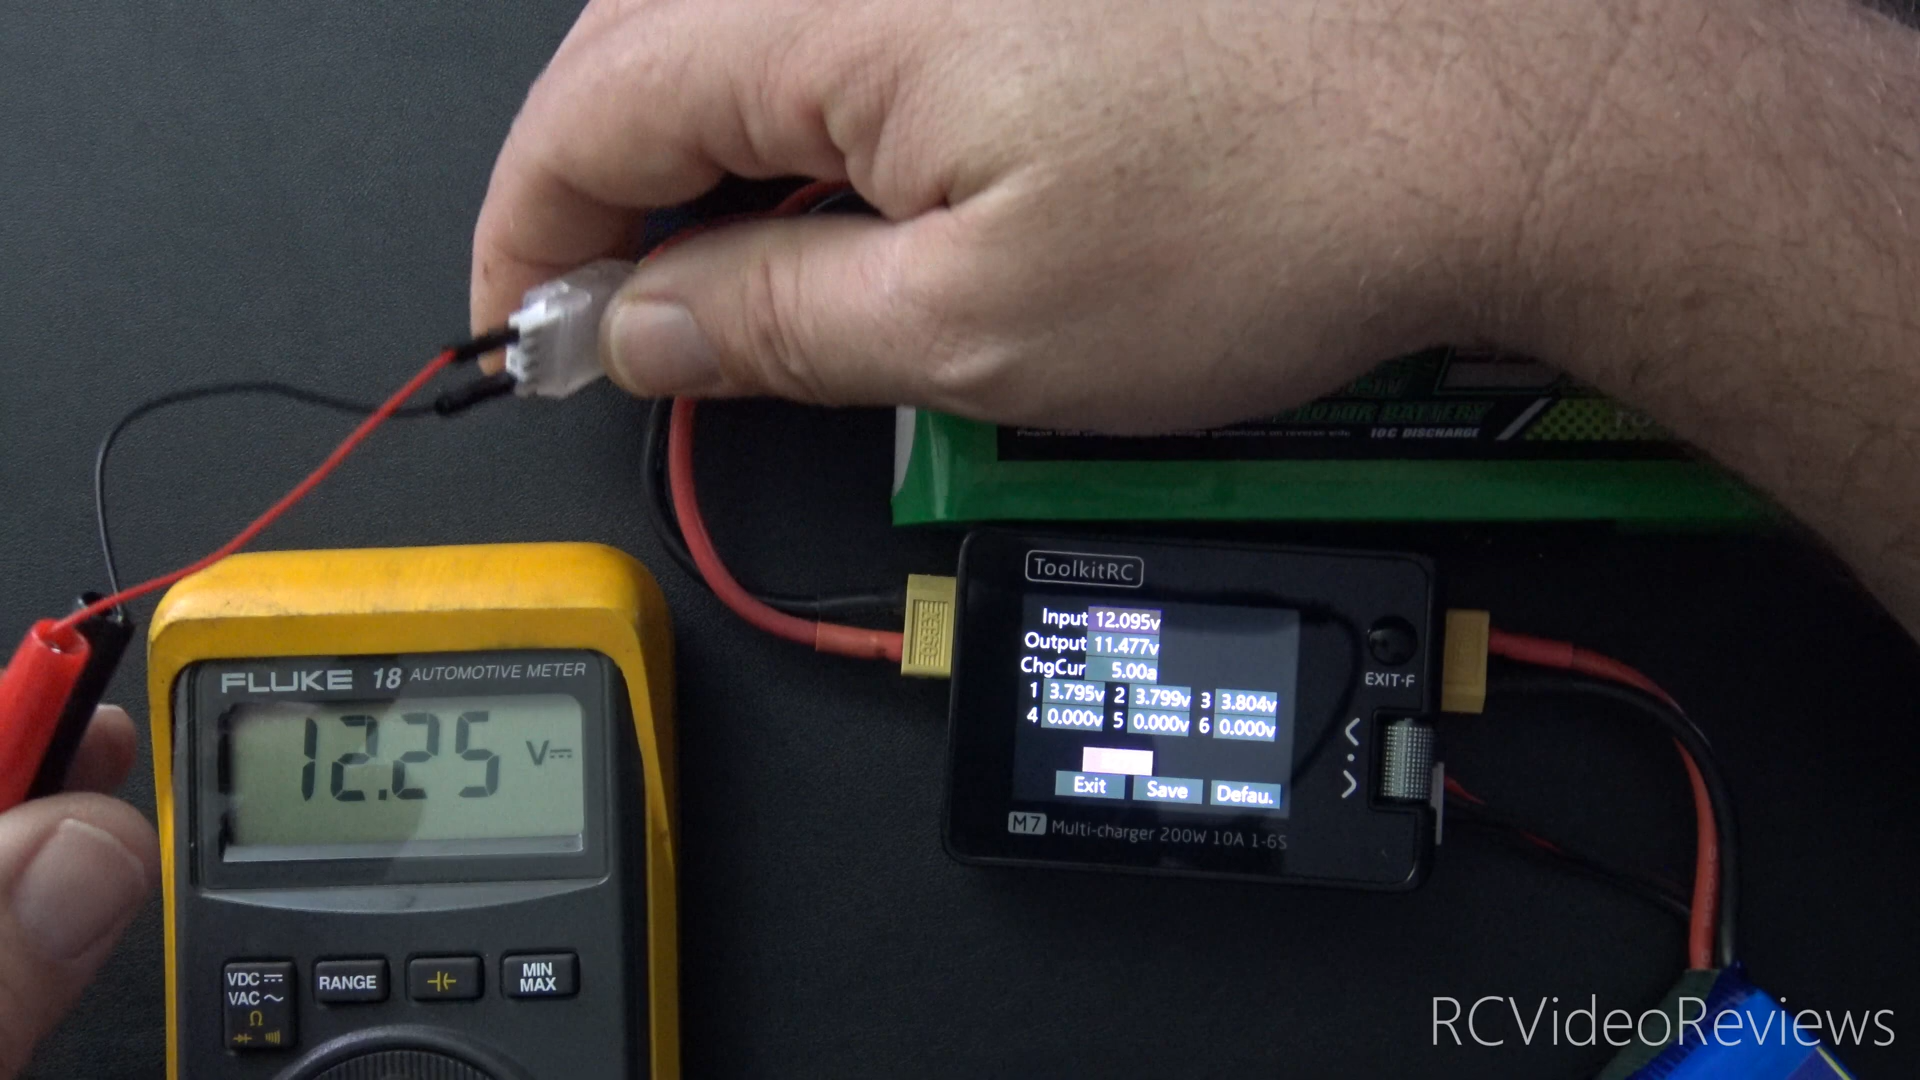 10C DISCHARGE
FLUKE 18 AUTOMOTIVE METER
12.25 V
VDC
VAC
Ω
RANGE
MIN
MAX
ToolkitRC
Input 12.095v
Output 11.477v
ChgCur 5.00a
1 3.795v 2 3.799v 3 3.804v
4 0.000v 5 0.000v 6 0.000v
Exit Save Defau.
EXIT·F
M7 Multi-charger 200W 10A 1-6S
RCVideoReviews